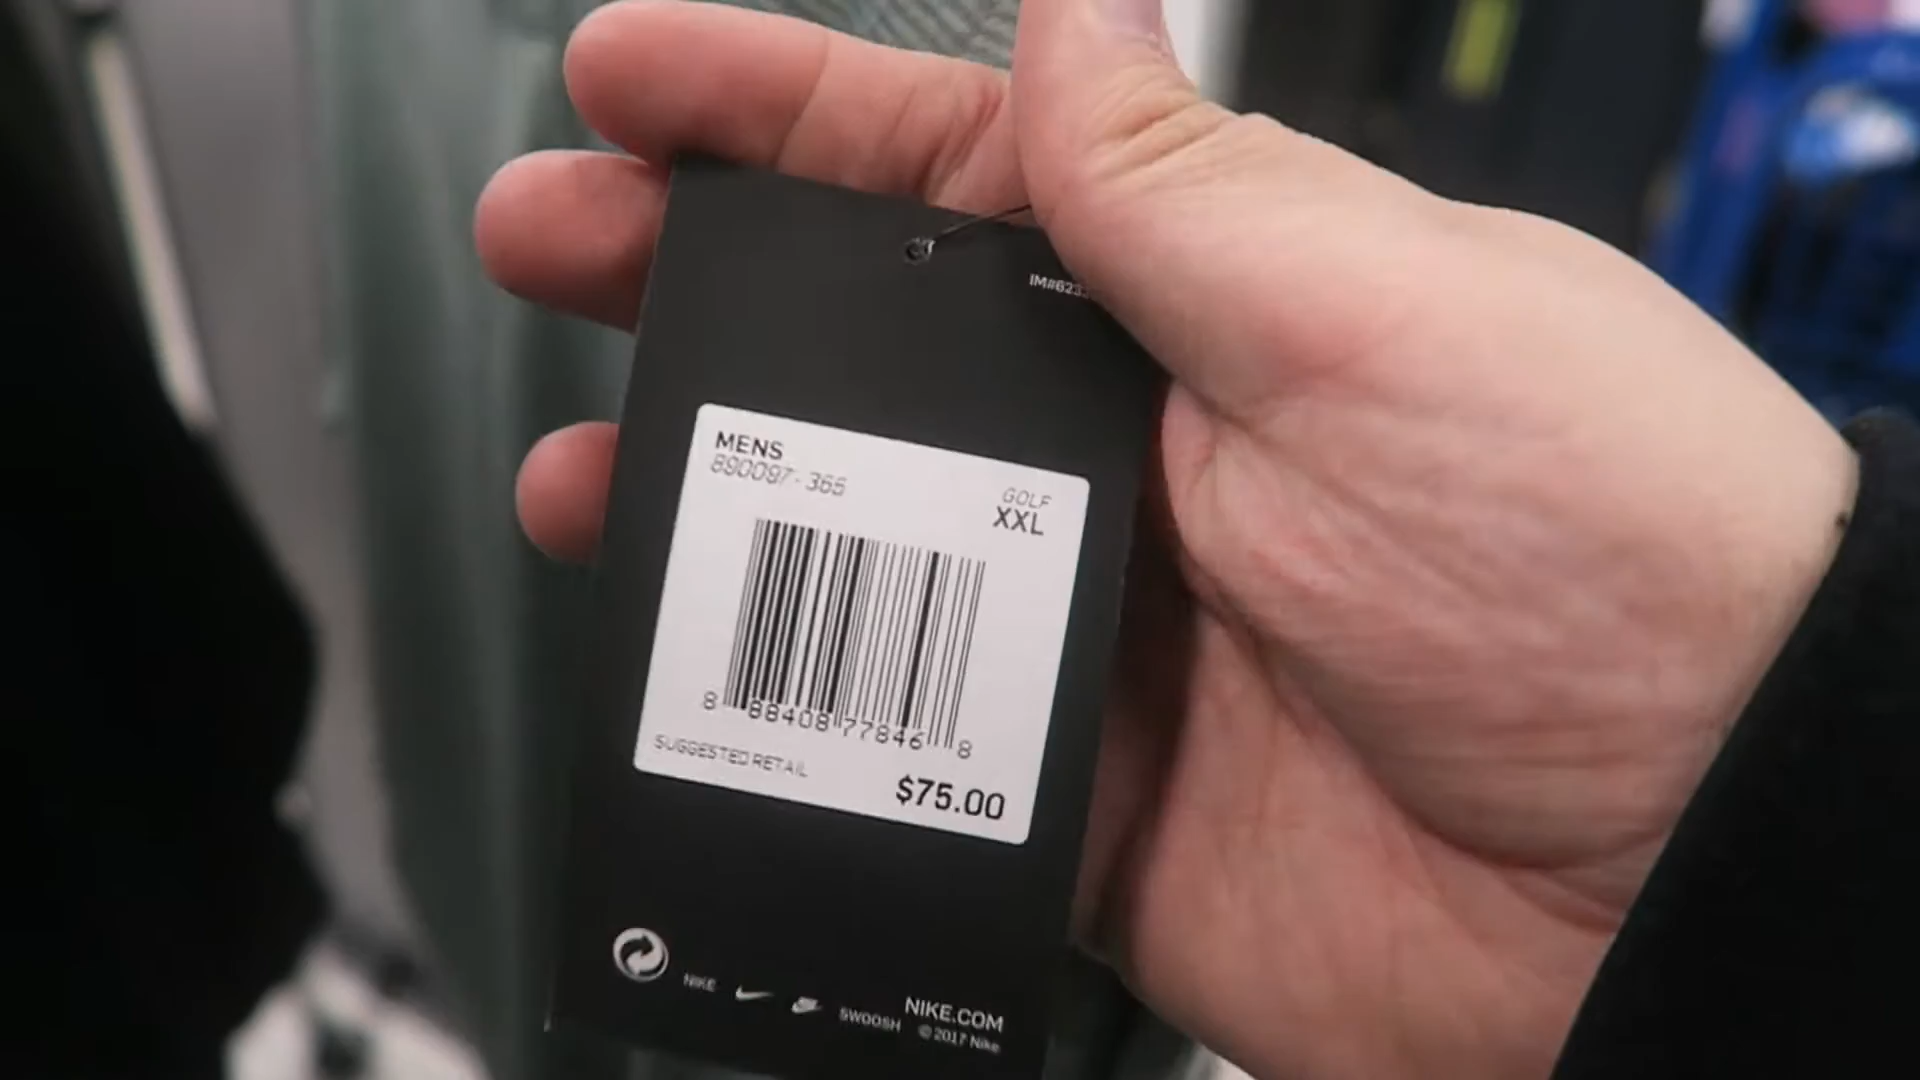 MENS
890097-365
GOLF
XXL
8 88408 77846 8
SUGGESTED RETAIL
$75.00
NIKE
SWOOSH
NIKE.COM
© 2017 Nike